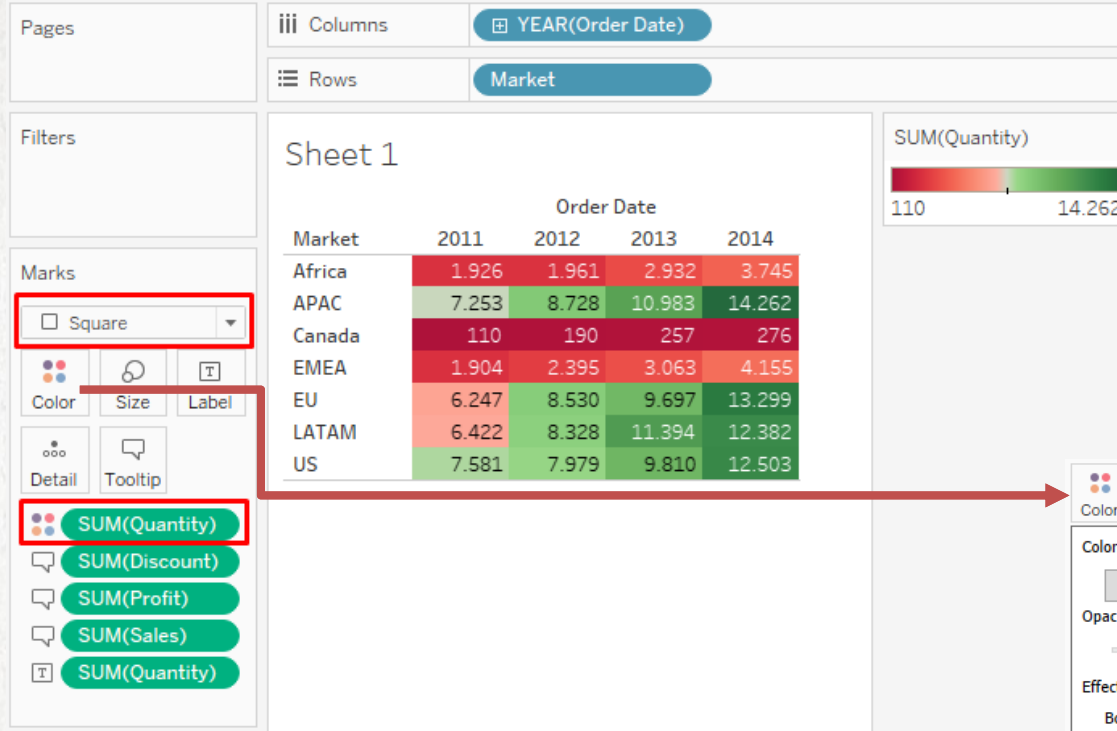 Pages
Columns
YEAR(Order Date)
Rows
Market
Filters
Sheet 1
SUM(Quantity)
110 14.262
Order Date
Market 2011 2012 2013 2014
Africa 1.926 1.961 2.932 3.745
APAC 7.253 8.728 10.983 14.262
Canada 110 190 257 276
EMEA 1.904 2.395 3.063 4.155
EU 6.247 8.530 9.697 13.299
LATAM 6.422 8.328 11.394 12.382
US 7.581 7.979 9.810 12.503
Marks
Square
Color Size Label
T
Detail Tooltip
SUM(Quantity)
SUM(Discount)
SUM(Profit)
SUM(Sales)
T SUM(Quantity)
Color
Color
Opac
Effect
Bo